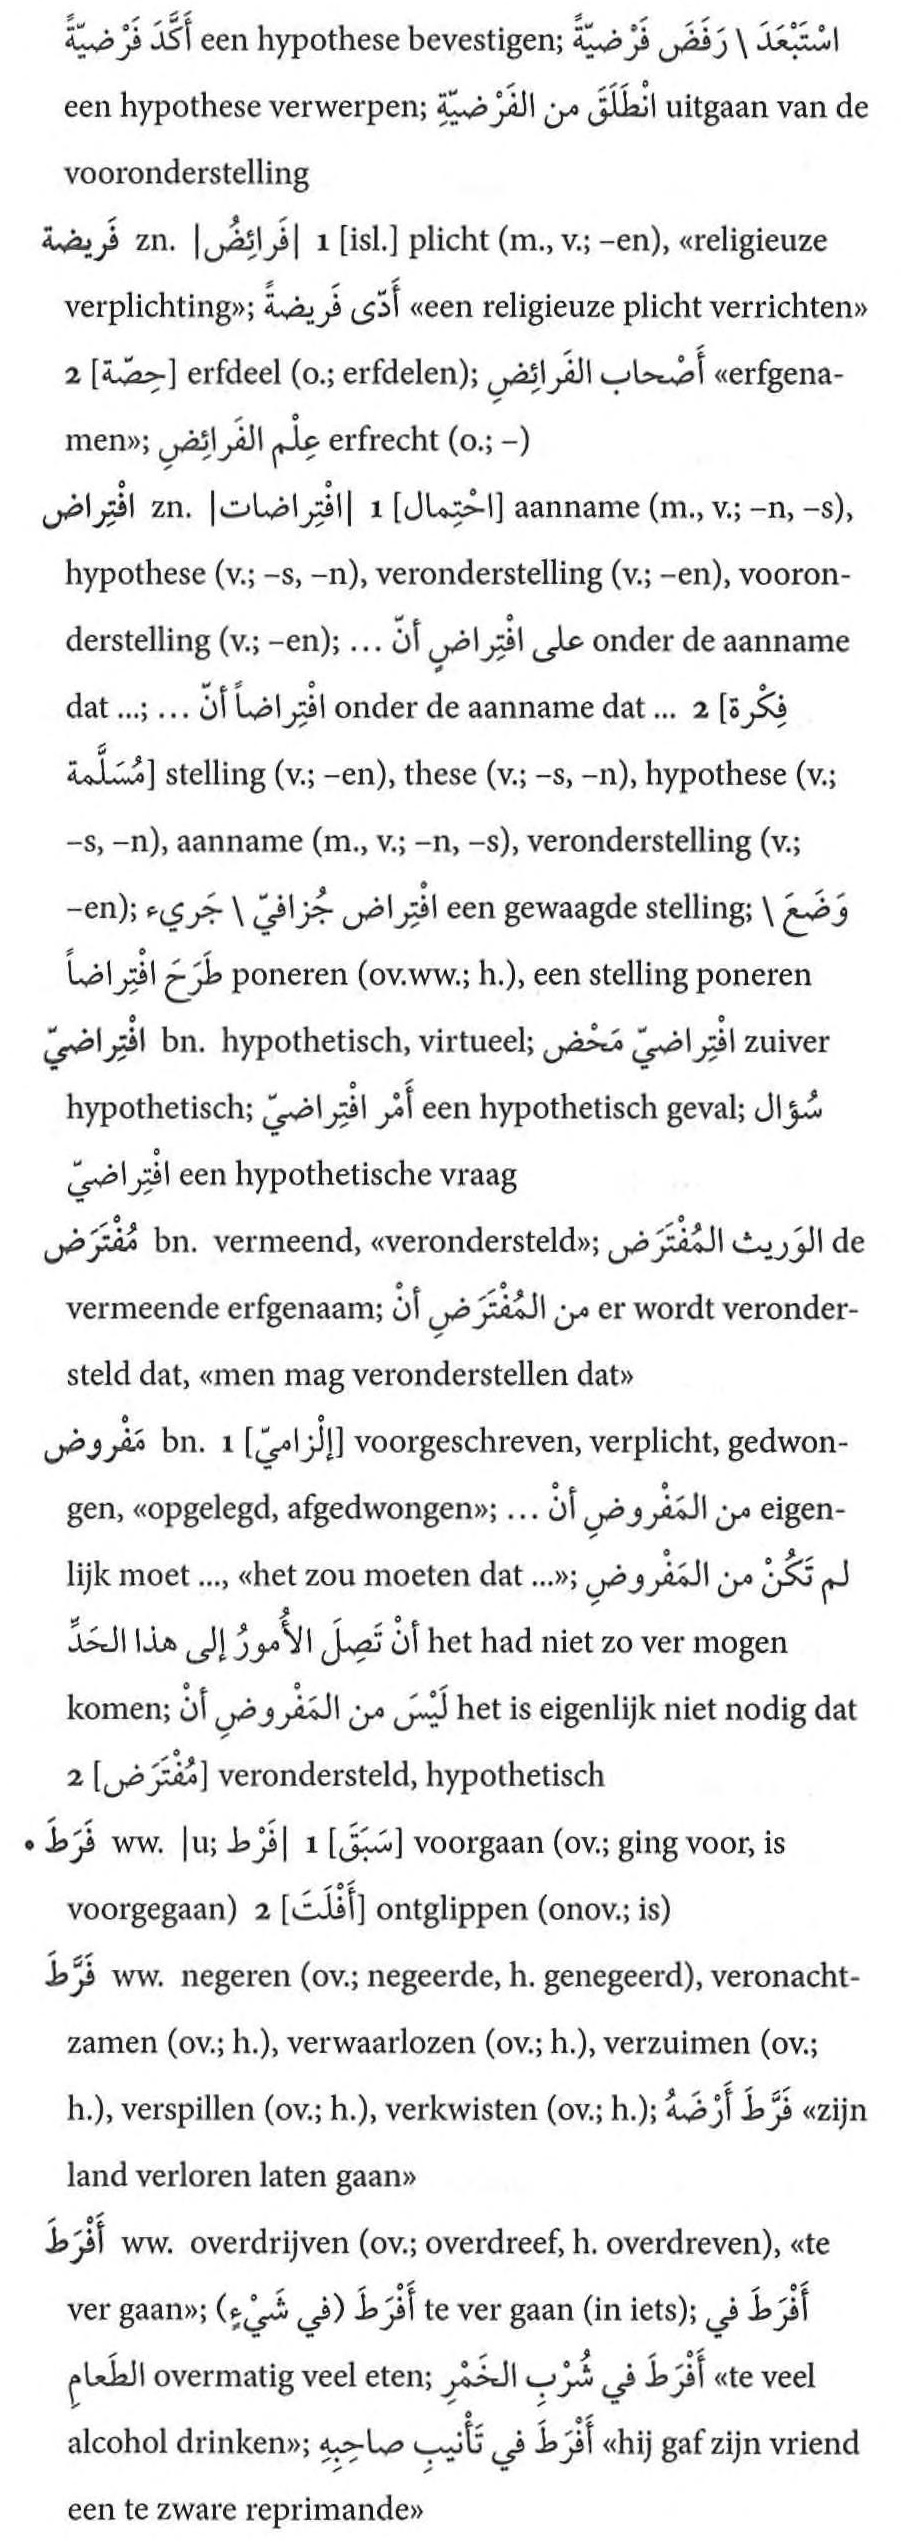 أَكَّدَ فَرْضيّةً een hypothese bevestigen; اسْتَبْعَدَ \ رَفَضَ فَرْضيّةً
een hypothese verwerpen; انْطَلَقَ من الفَرْضيّةِ uitgaan van de
vooronderstelling
فَريضة zn. |فَرائِضُ| 1 [isl.] plicht (m., v.; –en), «religieuze
verplichting»; أَدّى فَريضةً «een religieuze plicht verrichten»
2 [حِصّة] erfdeel (o.; erfdelen); أَصْحاب الفَرائِضِ «erfgena-
men»; عِلْم الفَرائِضِ erfrecht (o.; –)
افْتِراض zn. |افْتِراضات| 1 [احْتِمال] aanname (m., v.; –n, –s),
hypothese (v.; –s, –n), veronderstelling (v.; –en), vooron-
derstelling (v.; –en); على افْتِراضِ أنّ ... onder de aanname
dat ...; افْتِراضاً أنّ ... onder de aanname dat ... 2 [فِكْرة
مُسَلَّمة] stelling (v.; –en), these (v.; –s, –n), hypothese (v.;
–s, –n), aanname (m., v.; –n, –s), veronderstelling (v.;
–en); افْتِراض جُزافيّ \ جَريء een gewaagde stelling; وَضَعَ \
طَرَحَ افْتِراضاً poneren (ov.ww.; h.), een stelling poneren
افْتِراضيّ bn. hypothetisch, virtueel; افْتِراضيّ مَحْض zuiver
hypothetisch; أَمْر افْتِراضيّ een hypothetisch geval; سُؤال
افْتِراضيّ een hypothetische vraag
مُفْتَرَض bn. vermeend, «verondersteld»; الوَريث المُفْتَرَض de
vermeende erfgenaam; من المُفْتَرَضِ أنْ er wordt veronder-
steld dat, «men mag veronderstellen dat»
مَفْروض bn. 1 [إلْزاميّ] voorgeschreven, verplicht, gedwon-
gen, «opgelegd, afgedwongen»; من المَفْروضِ أنْ ... eigen-
lijk moet ..., «het zou moeten dat ...»; لم تَكُنْ من المَفْروضِ
أنْ تَصِلَ الأُمورُ إلى هذا الحَدِّ het had niet zo ver mogen
komen; لَيْسَ من المَفْروضِ أنْ het is eigenlijk niet nodig dat
2 [مُفْتَرَض] verondersteld, hypothetisch
• فَرَطَ ww. |u; فَرْط| 1 [سَبَقَ] voorgaan (ov.; ging voor, is
voorgegaan) 2 [أَفْلَتَ] ontglippen (onov.; is)
فَرَّطَ ww. negeren (ov.; negeerde, h. genegeerd), veronacht-
zamen (ov.; h.), verwaarlozen (ov.; h.), verzuimen (ov.;
h.), verspillen (ov.; h.), verkwisten (ov.; h.); فَرَّطَ أَرْضَهُ «zijn
land verloren laten gaan»
أَفْرَطَ ww. overdrijven (ov.; overdreef, h. overdreven), «te
ver gaan»; أَفْرَطَ (في شَيْءٍ) te ver gaan (in iets); أَفْرَطَ في
الطَعامِ overmatig veel eten; أَفْرَطَ في شُرْبِ الخَمْرِ «te veel
alcohol drinken»; أَفْرَطَ في تَأْنيبِ صاحِبِهِ «hij gaf zijn vriend
een te zware reprimande»